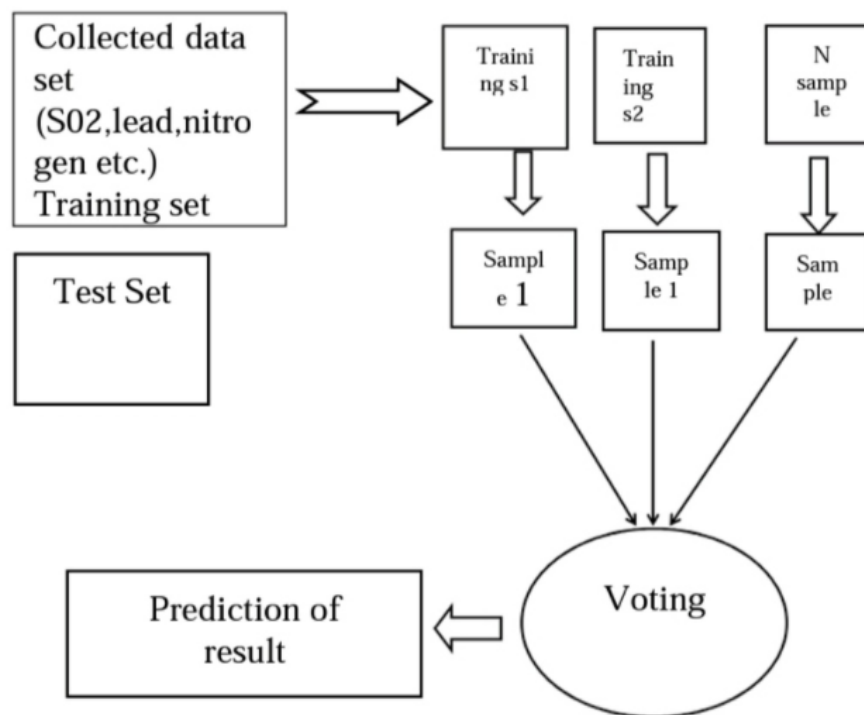 Collected data
set
(S02,lead,nitro
gen etc.)
Training set
Traini
ng s1
Train
ing
s2
N
samp
le
Test Set
Sampl
e 1
Samp
le 1
Sam
ple
Voting
Prediction of
result